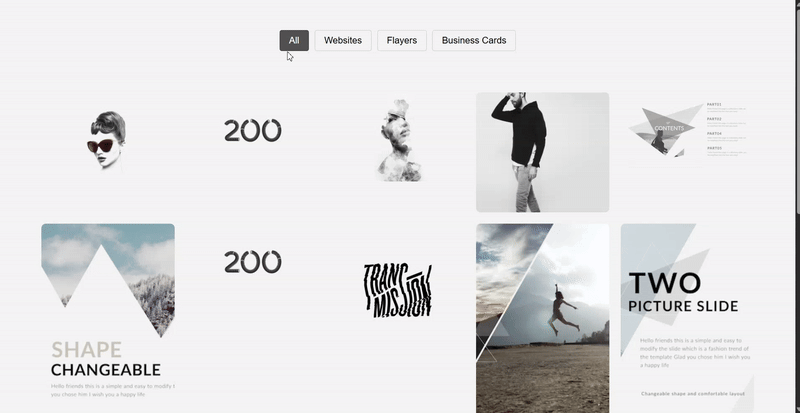 All
Websites
Flayers
Business Cards
200
CONTENTS
PART01
PART02
PART04
200
TRANS
MISSION
SHAPE
CHANGEABLE
Hello friends this is a simple and easy to modify
you chose him I wish you a happy life
TWO
PICTURE SLIDE
Hello friends this is a simple and easy to
modify the slide which is a fashion trend of
the template Glad you chose him I wish you
a happy life
Changeable shape and comfortable layout